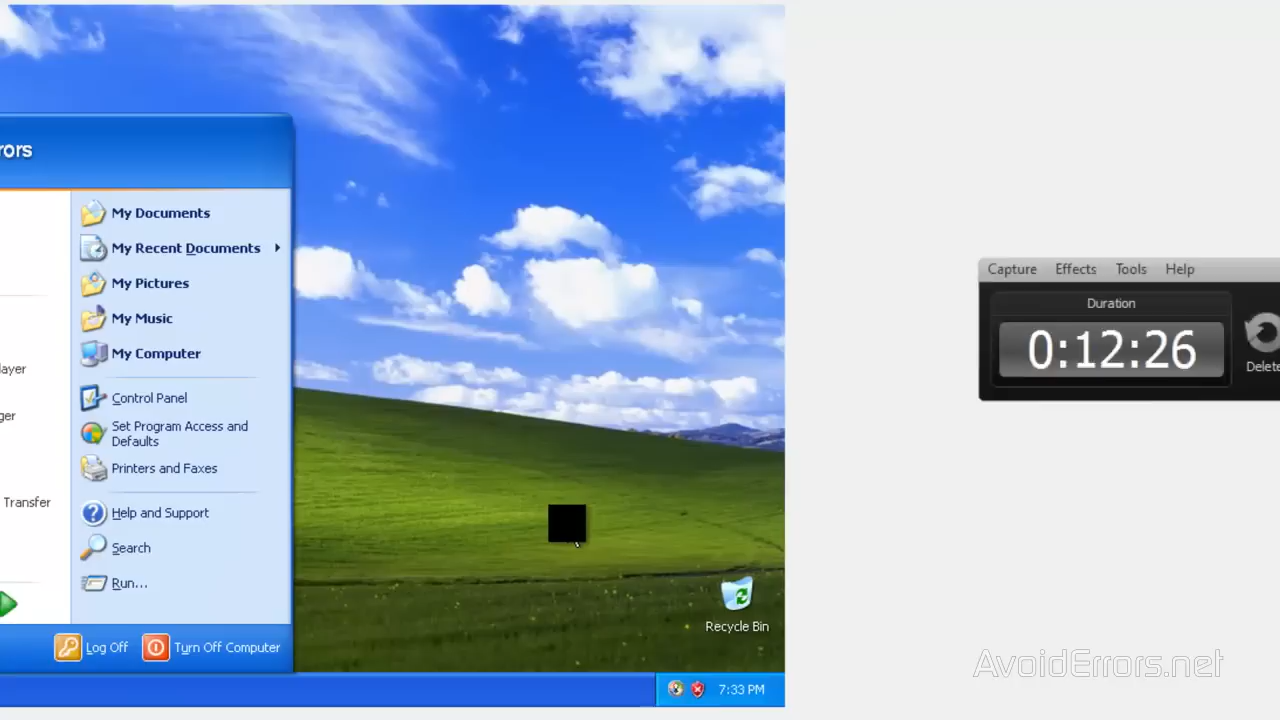 rors
My Documents
My Recent Documents
My Pictures
My Music
My Computer
Control Panel
Set Program Access and
Defaults
Printers and Faxes
Help and Support
Search
Run...
ayer
ger
Transfer
Log Off
Turn Off Computer
Recycle Bin
7:33 PM
Capture Effects Tools Help
Duration
0:12:26
Delete
AvoidErrors.net